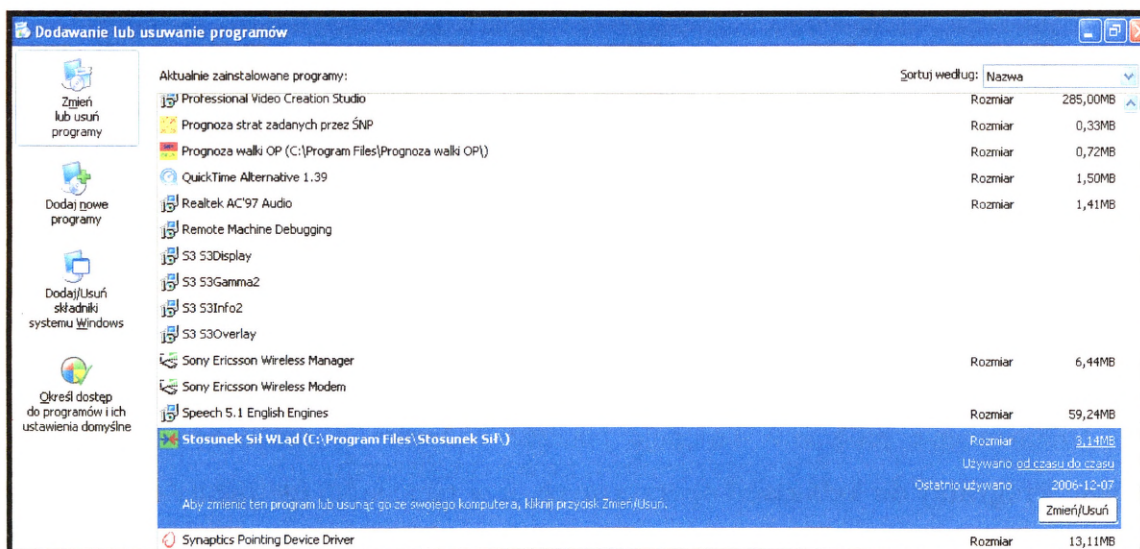 Dodawanie lub usuwanie programów
Zmień
lub usuń
programy
Dodaj nowe
programy
Dodaj/Usuń
składniki
systemu Windows
Określ dostęp
do programów i ich
ustawienia domyślne
Aktualnie zainstalowane programy: Sortuj według: Nazwa
Professional Video Creation Studio Rozmiar 285,00MB
Prognoza strat zadanych przez ŚNP Rozmiar 0,33MB
Prognoza walki OP (C:\Program Files\Prognoza walki OP\) Rozmiar 0,72MB
QuickTime Alternative 1.39 Rozmiar 1,50MB
Realtek AC'97 Audio Rozmiar 1,41MB
Remote Machine Debugging
S3 S3Display
S3 S3Gamma2
S3 S3Info2
S3 S3Overlay
Sony Ericsson Wireless Manager Rozmiar 6,44MB
Sony Ericsson Wireless Modem
Speech 5.1 English Engines Rozmiar 59,24MB
Stosunek Sił WLąd (C:\Program Files\Stosunek Sił\) Rozmiar 3,14MB
Używano od czasu do czasu
Ostatnio używano 2006-12-07
Aby zmienić ten program lub usunąć go ze swojego komputera, kliknij przycisk Zmień/Usuń. Zmień/Usuń
Synaptics Pointing Device Driver Rozmiar 13,11MB